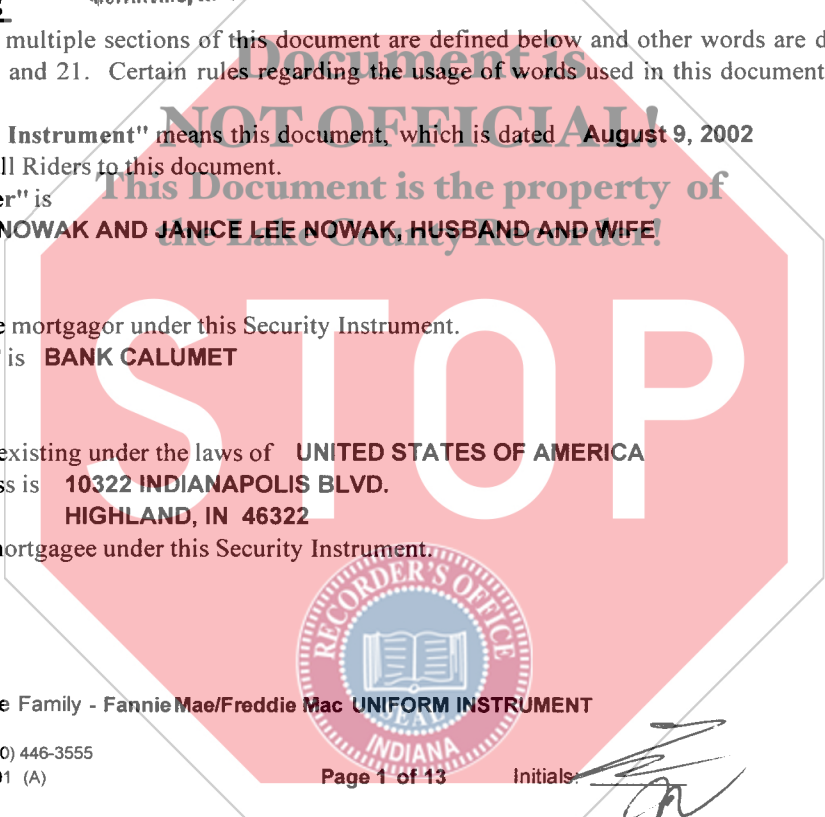 multiple sections of this document are defined below and other words are d
and 21. Certain rules regarding the usage of words used in this document
Document is
NOT OFFICIAL!
This Document is the property of
the Lake County Recorder!
Instrument" means this document, which is dated August 9, 2002
ll Riders to this document.
er" is
NOWAK AND JANICE LEE NOWAK, HUSBAND AND WIFE
e mortgagor under this Security Instrument.
is BANK CALUMET
STOP
existing under the laws of UNITED STATES OF AMERICA
ss is 10322 INDIANAPOLIS BLVD.
HIGHLAND, IN 46322
ortgagee under this Security Instrument.
RECORDER'S OFFICE
SEAL
INDIANA
e Family - Fannie Mae/Freddie Mac UNIFORM INSTRUMENT
0) 446-3555
01 (A)
Page 1 of 13
Initials: